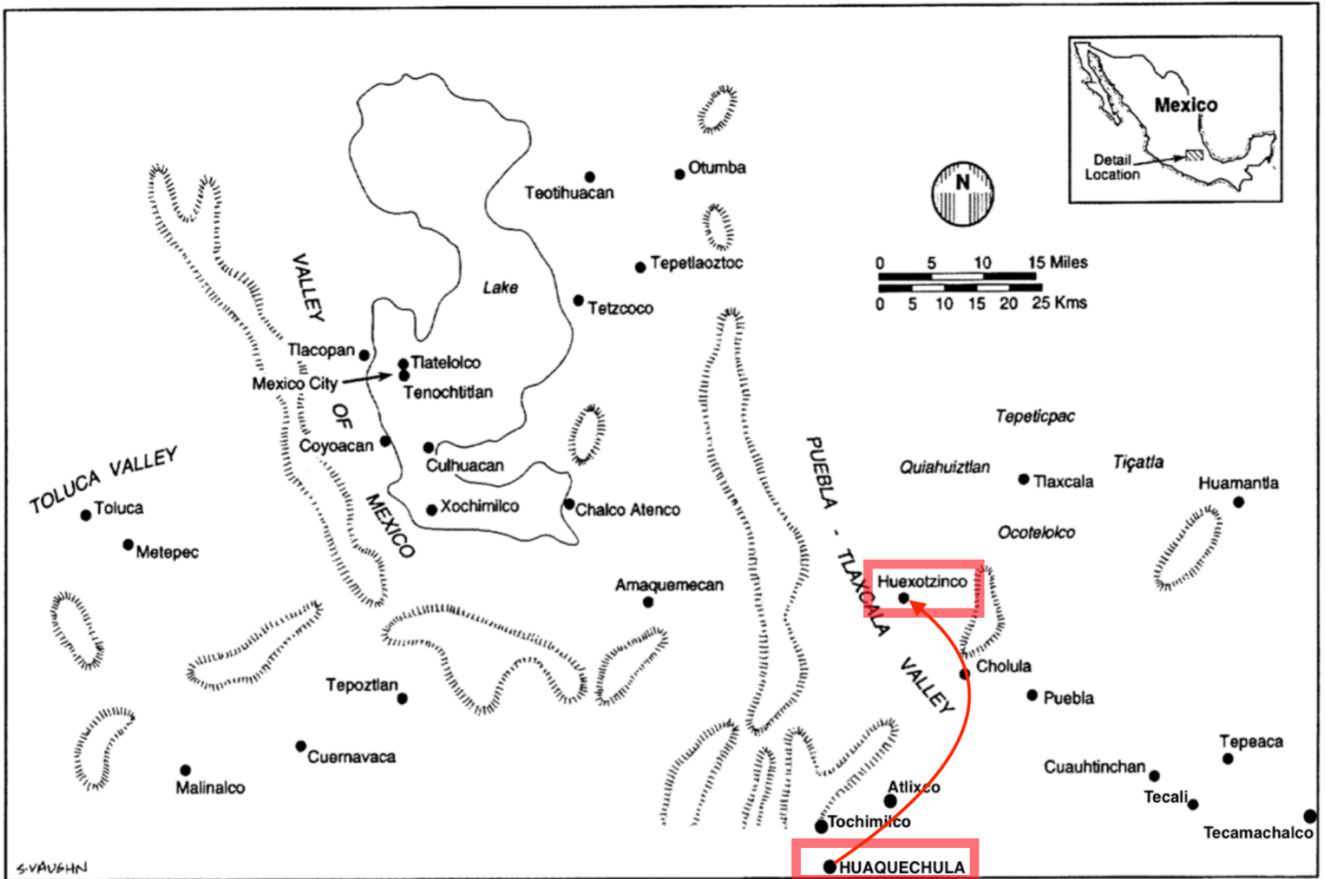 Mexico
Detail
Location
N
0 5 10 15 Miles
0 5 10 15 20 25 Kms
Otumba
Teotihuacan
Tepetlaoztoc
Tetzcoco
Lake
VALLEY
OF
MEXICO
Tlacopan
Tlatelolco
Mexico City
Tenochtitlan
Coyoacan
Culhuacan
Xochimilco
Chalco Atenco
TOLUCA VALLEY
Toluca
Metepec
Amaquemecan
Tepoztlan
Cuernavaca
Malinalco
PUEBLA - TLAXCALA
VALLEY
Tepeticpac
Quiahuiztlan
Tlaxcala
Tiçatla
Ocotelolco
Huamantla
Huexotzinco
Cholula
Puebla
Tepeaca
Cuauhtinchan
Tecali
Tecamachalco
Atlixco
Tochimilco
HUAQUECHULA
S.VAUGHN